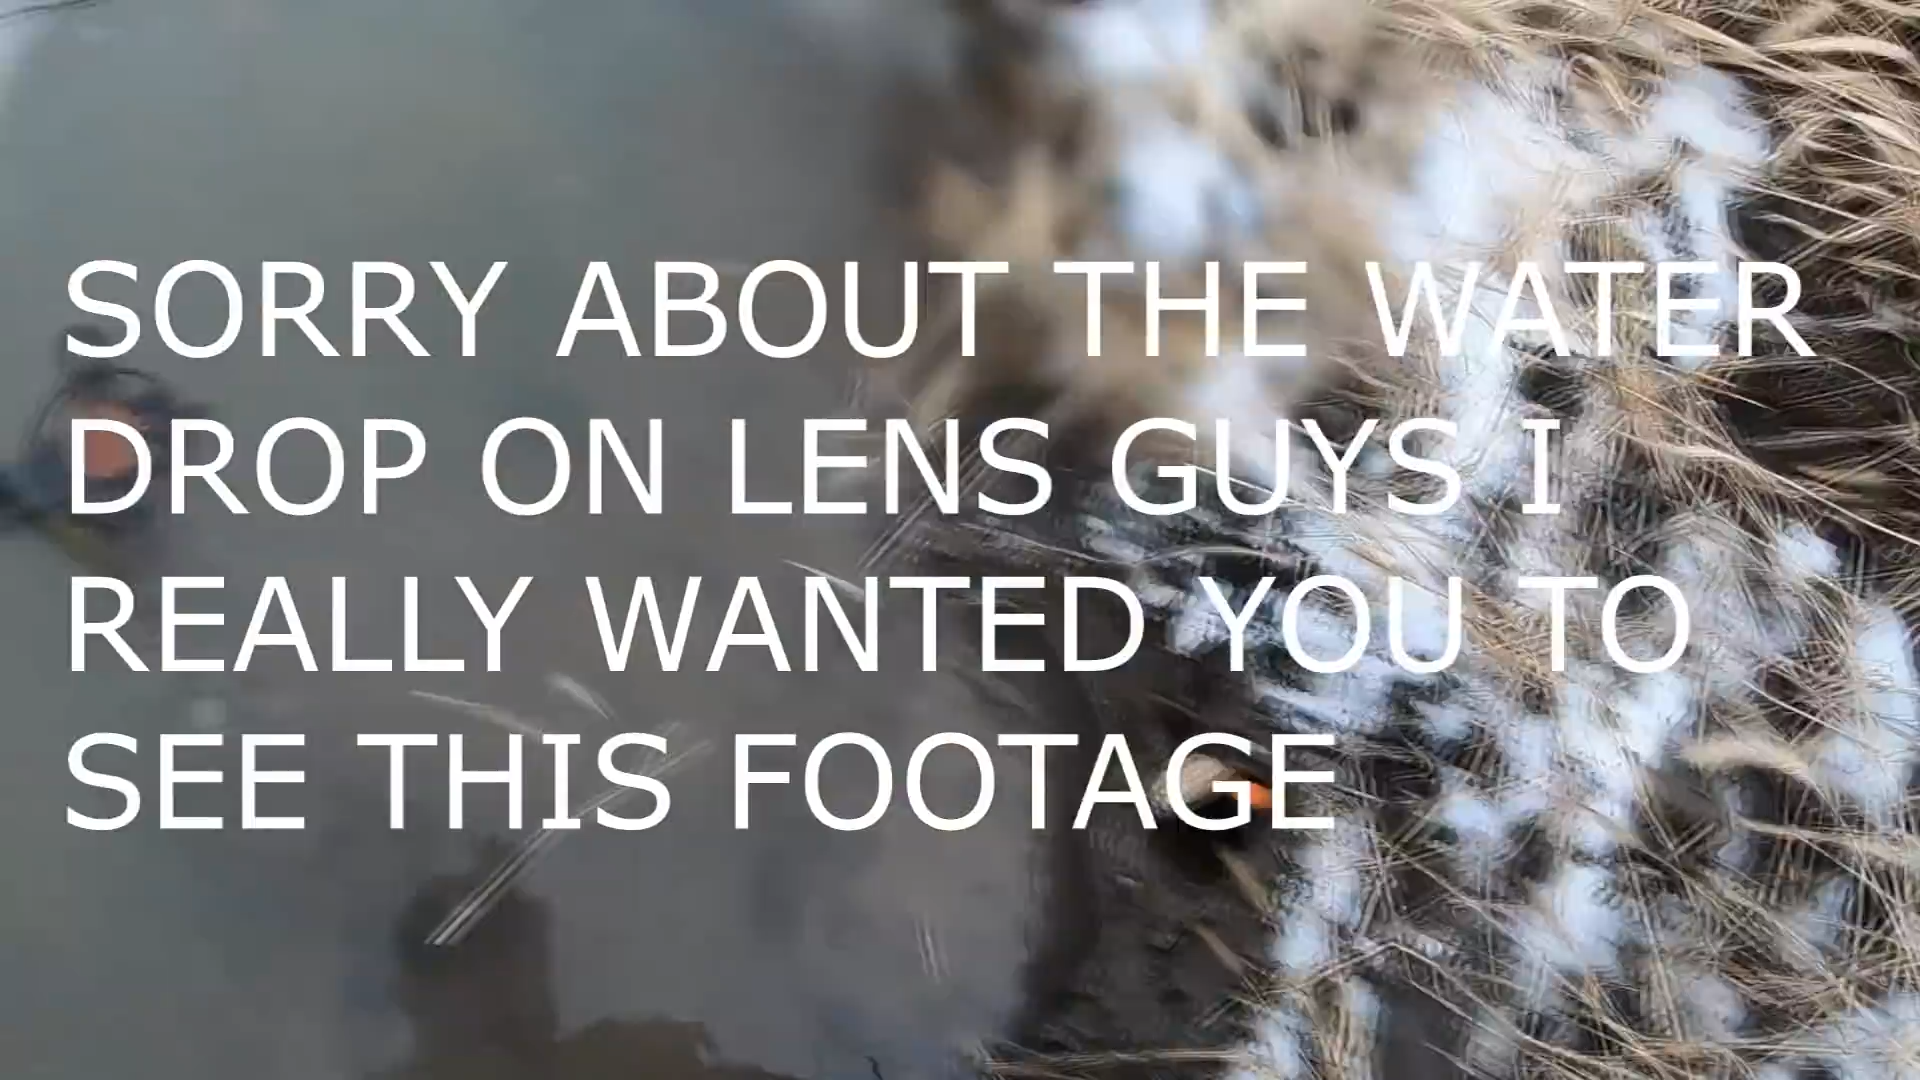 SORRY ABOUT THE WATER
DROP ON LENS GUYS I
REALLY WANTED YOU TO
SEE THIS FOOTAGE